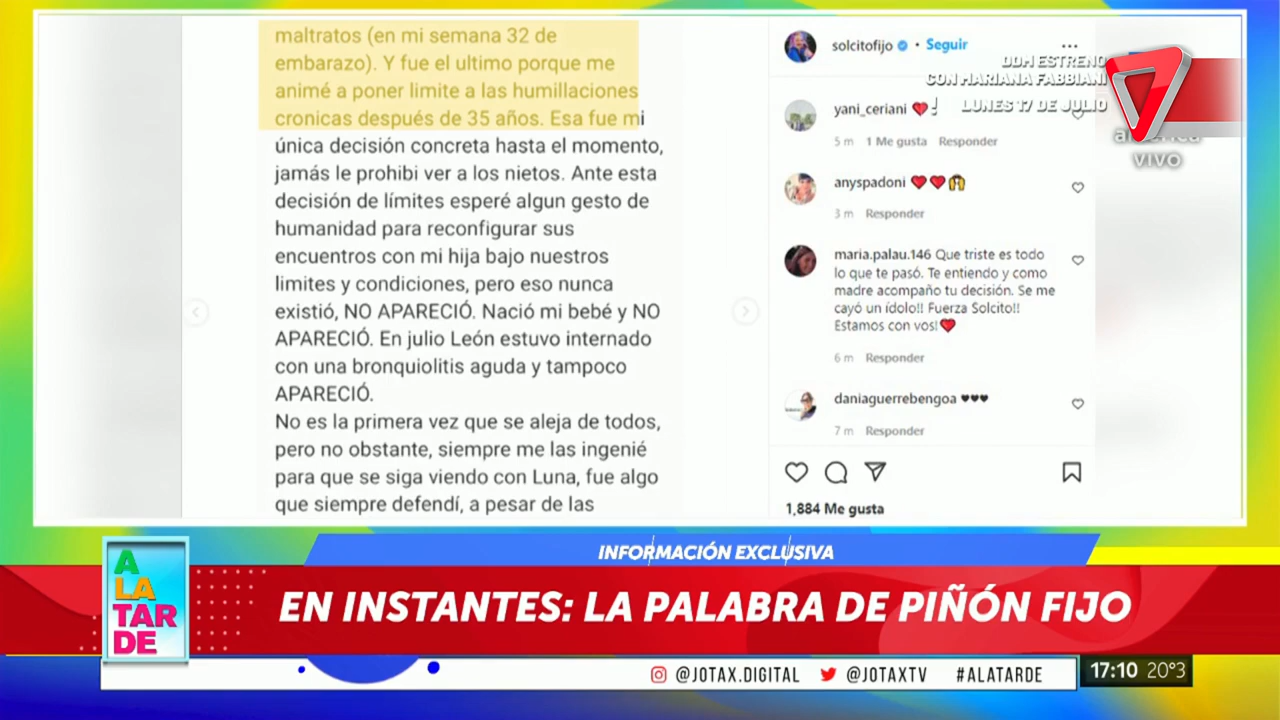 maltratos (en mi semana 32 de
embarazo). Y fue el ultimo porque me
animé a poner limite a las humillaciones
cronicas después de 35 años. Esa fue mi
única decisión concreta hasta el momento,
jamás le prohibi ver a los nietos. Ante esta
decisión de límites esperé algun gesto de
humanidad para reconfigurar sus
encuentros con mi hija bajo nuestros
limites y condiciones, pero eso nunca
existió, NO APARECIÓ. Nació mi bebé y NO
APARECIÓ. En julio León estuvo internado
con una bronquiolitis aguda y tampoco
APARECIÓ.
No es la primera vez que se aleja de todos,
pero no obstante, siempre me las ingenié
para que se siga viendo con Luna, fue algo
que siempre defendí, a pesar de las
solcitofijo • Seguir
yani_ceriani ❤️
5 m 1 Me gusta Responder
anyspadoni ❤️❤️🙌
3 m Responder
maria.palau.146 Que triste es todo
lo que te pasó. Te entiendo y como
madre acompaño tu decisión. Se me
cayó un ídolo!! Fuerza Solcito!!
Estamos con vos!❤️
6 m Responder
daniaguerrebengoa ♥♥♥
7 m Responder
1,884 Me gusta
DDM ESTRENO
CON MARIANA FABBIANI
LUNES 17 DE JULIO
américa
VIVO
INFORMACIÓN EXCLUSIVA
A
LA
TAR
DE
EN INSTANTES: LA PALABRA DE PIÑÓN FIJO
@JOTAX.DIGITAL @JOTAXTV #ALATARDE
17:10 20°3